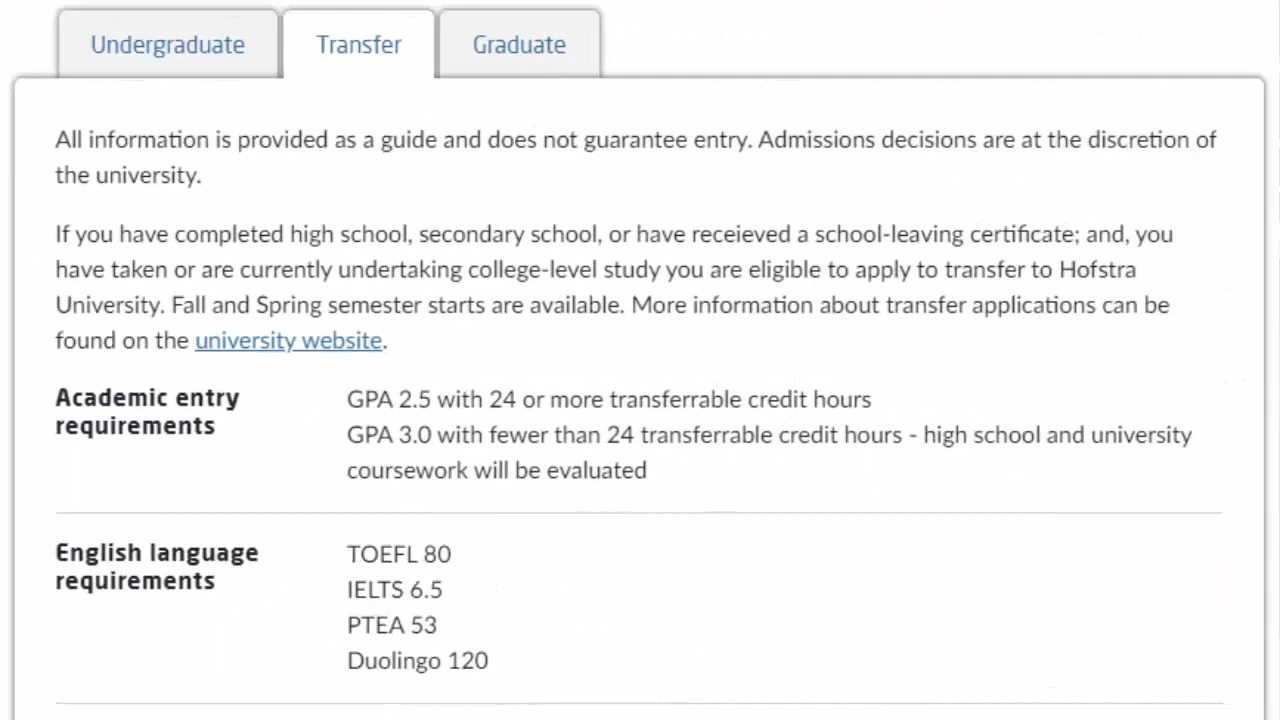 Undergraduate
Transfer
Graduate
All information is provided as a guide and does not guarantee entry. Admissions decisions are at the discretion of
the university.
If you have completed high school, secondary school, or have receieved a school-leaving certificate; and, you
have taken or are currently undertaking college-level study you are eligible to apply to transfer to Hofstra
University. Fall and Spring semester starts are available. More information about transfer applications can be
found on the university website.
Academic entry
requirements
GPA 2.5 with 24 or more transferrable credit hours
GPA 3.0 with fewer than 24 transferrable credit hours - high school and university
coursework will be evaluated
English language
requirements
TOEFL 80
IELTS 6.5
PTEA 53
Duolingo 120